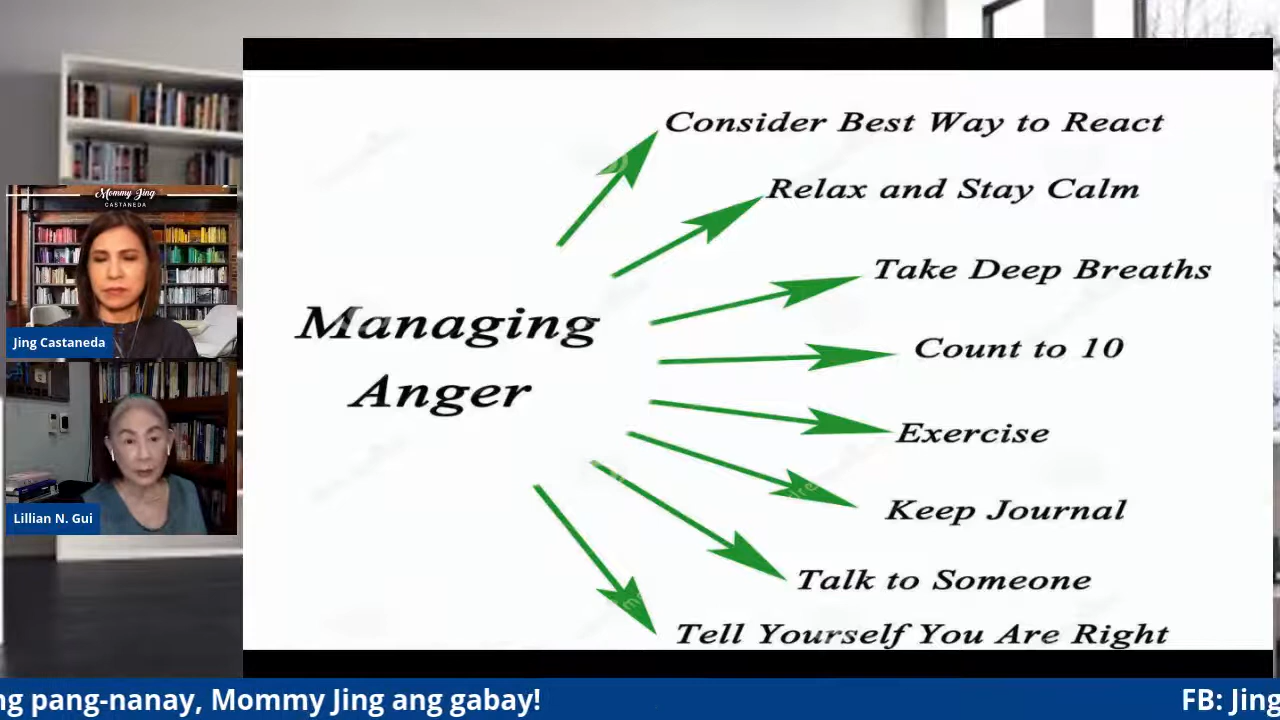 Mommy Jing
CASTANEDA
Jing Castaneda
Lillian N. Gui
Managing
Anger
Consider Best Way to React
Relax and Stay Calm
Take Deep Breaths
Count to 10
Exercise
Keep Journal
Talk to Someone
Tell Yourself You Are Right
ng pang-nanay, Mommy Jing ang gabay!
FB: Jing